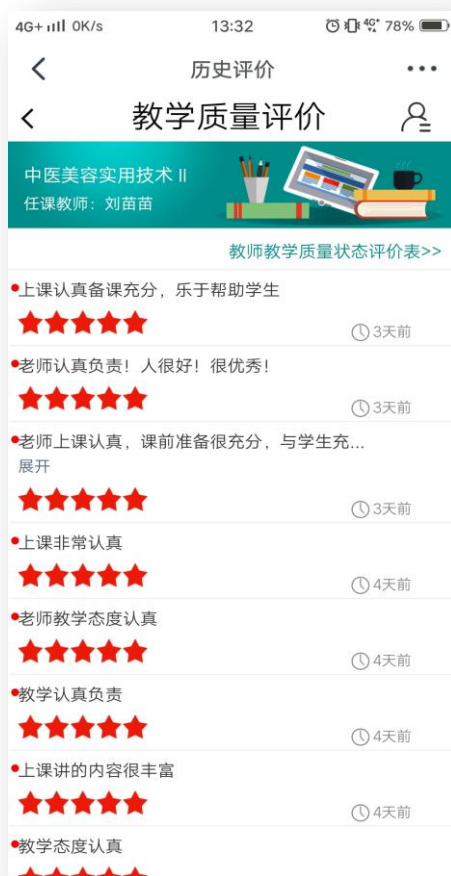 4G+ 0K/s 13:32 4G⁺ 78%
历史评价
教学质量评价
中医美容实用技术 II
任课教师：刘苗苗
教师教学质量状态评价表>>
上课认真备课充分，乐于帮助学生
3天前
老师认真负责！人很好！很优秀！
3天前
老师上课认真，课前准备很充分，与学生充...
展开
3天前
上课非常认真
4天前
老师教学态度认真
4天前
教学认真负责
4天前
上课讲的内容很丰富
4天前
教学态度认真